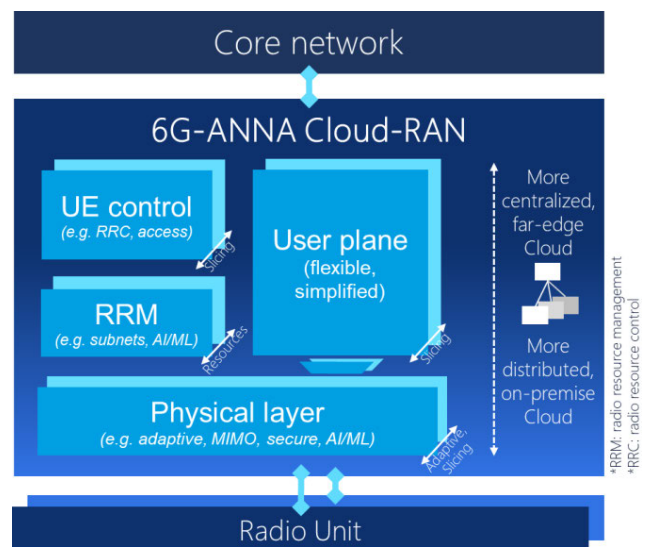 Core network
6G-ANNA Cloud-RAN
UE control
(e.g. RRC, access)
Slicing
RRM
(e.g. subnets, AI/ML)
Resources
User plane
(flexible,
simplified)
Slicing
Physical layer
(e.g. adaptive, MIMO, secure, AI/ML)
Adaptive,
Slicing
More
centralized,
far-edge
Cloud
More
distributed,
on-premise
Cloud
*RRM: radio resource management
*RRC: radio resource control
Radio Unit